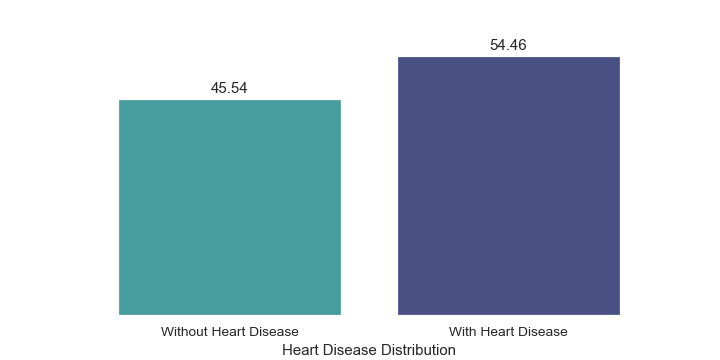 54.46
45.54
Without Heart Disease
With Heart Disease
Heart Disease Distribution